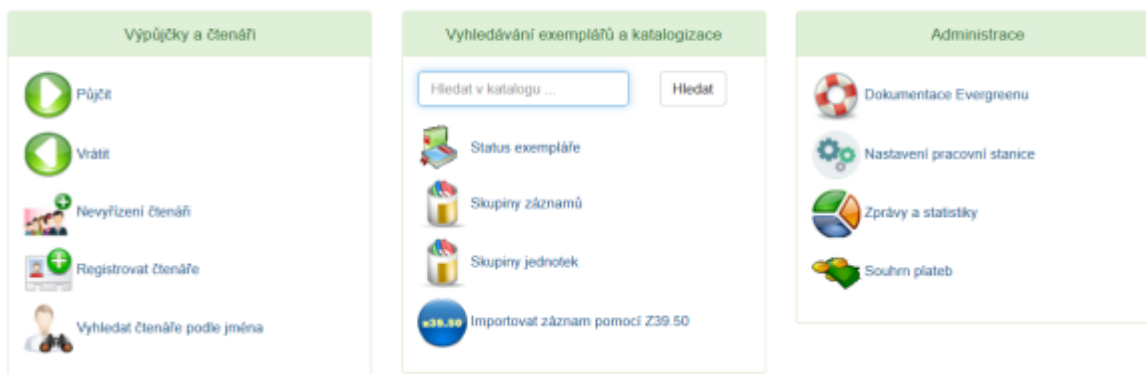 Výpůjčky a čtenáři
Půjčit
Vrátit
Nevyřízení čtenáři
Registrovat čtenáře
Vyhledat čtenáře podle jména
Vyhledávání exemplářů a katalogizace
Hledat v katalogu ...
Hledat
Status exempláře
Skupiny záznamů
Skupiny jednotek
z39.50
Importovat záznam pomocí Z39.50
Administrace
Dokumentace Evergreenu
Nastavení pracovní stanice
Zprávy a statistiky
Souhrn plateb